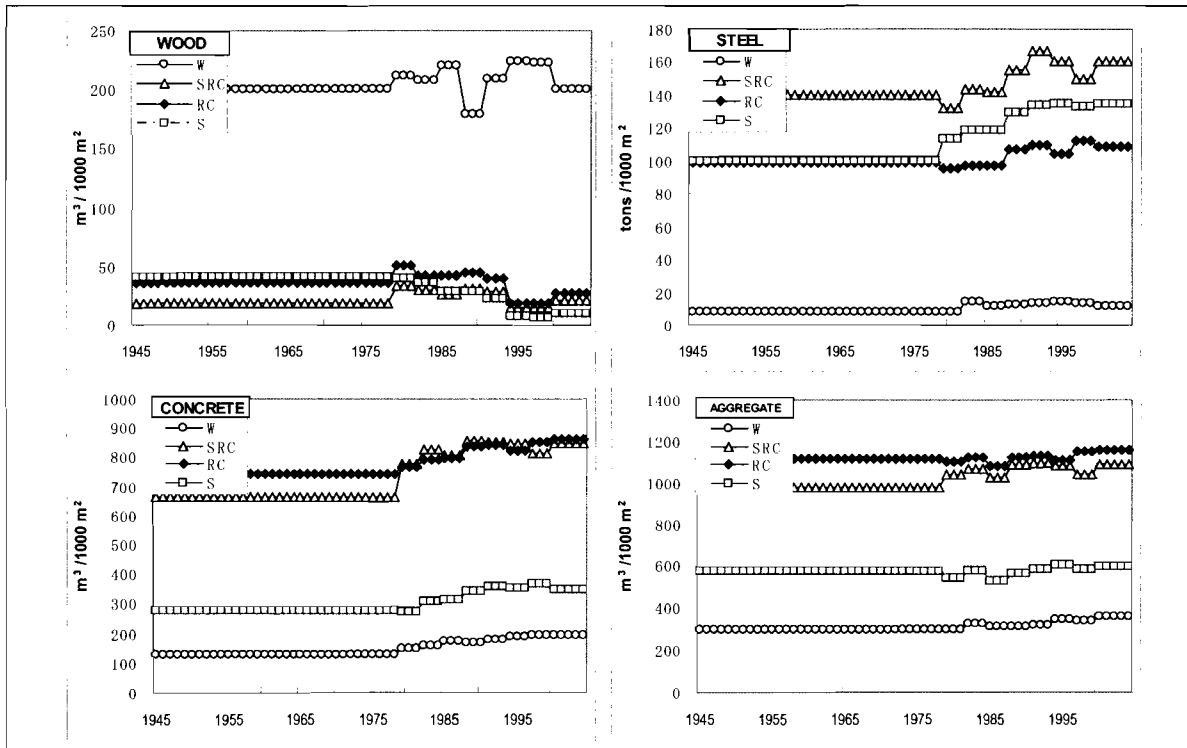 WOOD
W
SRC
RC
S
m³ / 1000 m²
250
200
150
100
50
0
1945 1955 1965 1975 1985 1995
STEEL
W
SRC
RC
S
tons /1000 m²
180
160
140
120
100
80
60
40
20
0
1945 1955 1965 1975 1985 1995
CONCRETE
W
SRC
RC
S
m³/1000 m²
1000
900
800
700
600
500
400
300
200
100
0
1945 1955 1965 1975 1985 1995
AGGREGATE
W
SRC
RC
S
m³/1000 m²
1400
1200
1000
800
600
400
200
0
1945 1955 1965 1975 1985 1995